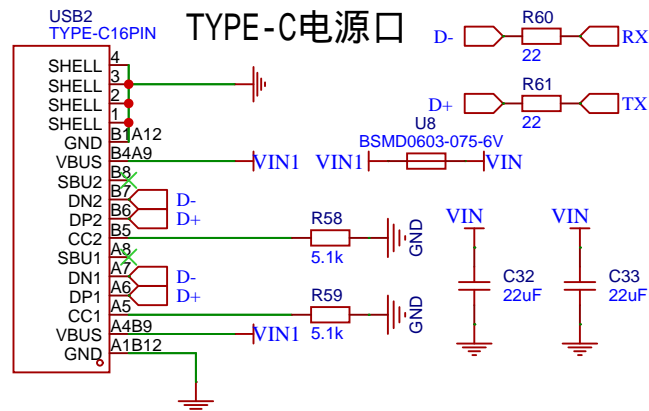 USB2
TYPE-C16PIN
TYPE-C电源口
SHELL 4
SHELL 3
SHELL 2
SHELL 1
GND B1A12
VBUS B4A9
VIN1
SBU2 B8
DN2 B7 D-
DP2 B6 D+
CC2 B5
R58
5.1k
GND
SBU1 A8
DN1 A7 D-
DP1 A6 D+
CC1 A5
R59
5.1k
GND
VBUS A4B9
VIN1
GND A1B12
D- R60 RX
22
D+ R61 TX
22
U8
BSMD0603-075-6V
VIN1 VIN
VIN
C32
22uF
VIN
C33
22uF